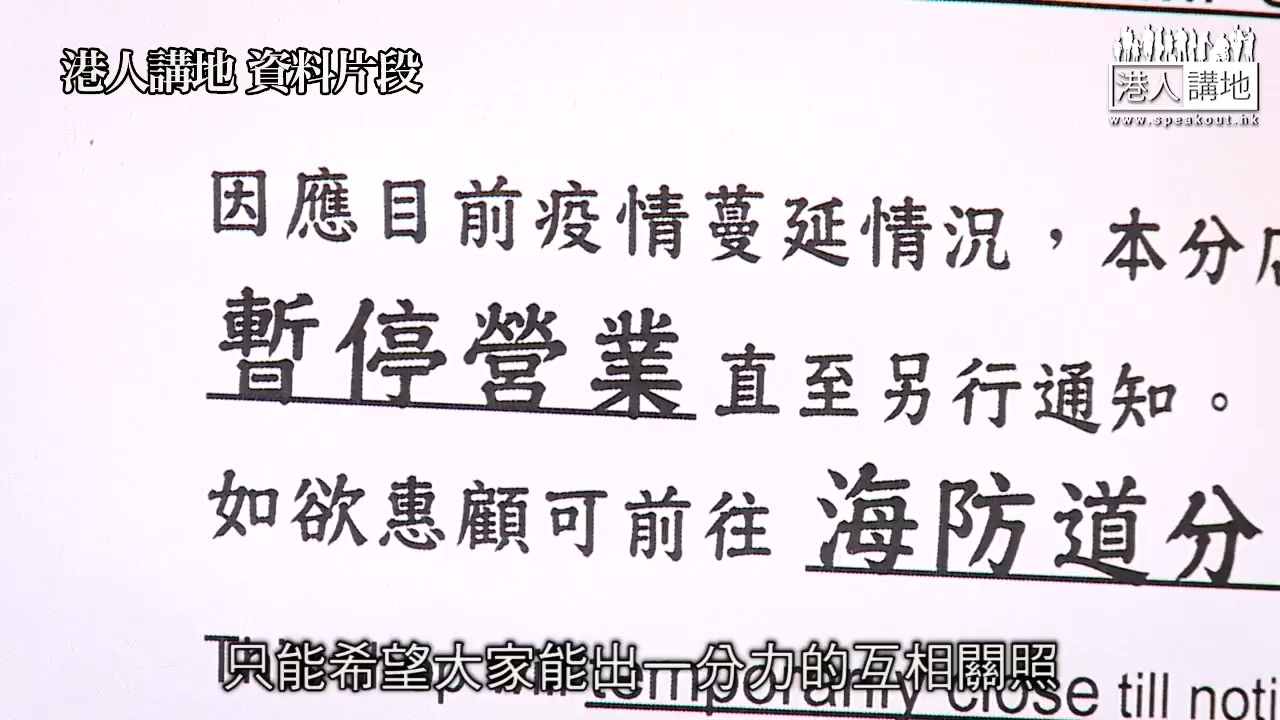 港人講地 資料片段
港人講地
www.speakout.hk
因應目前疫情蔓延情況，本分店
暫停營業直至另行通知。
如欲惠顧可前往 海防道分
只能希望大家能出一分力的互相關照
temporarily close till noti